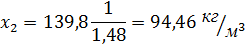 x₂ = 139,8 1/1,48 = 94,46 кг/м³